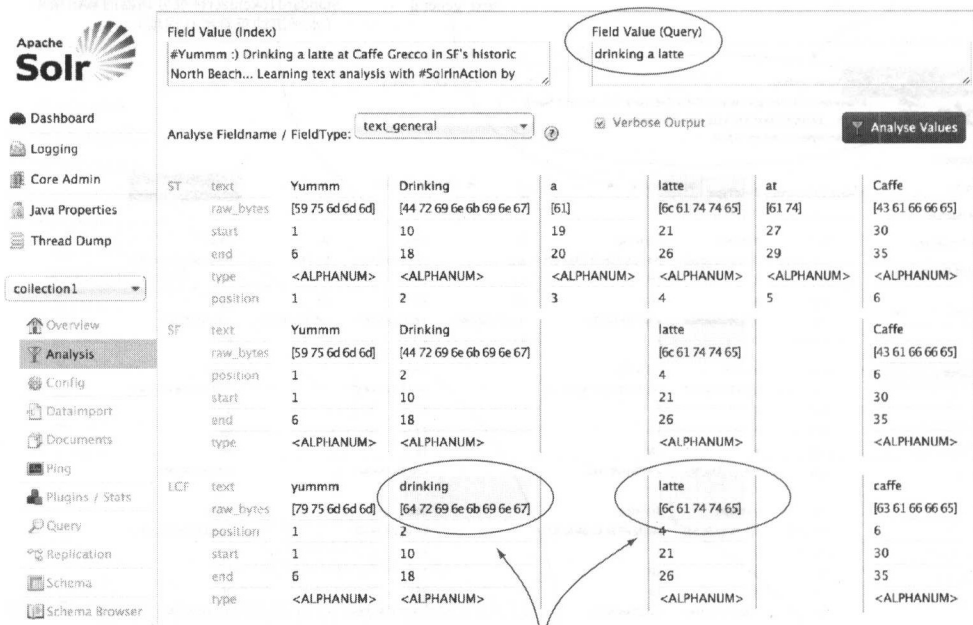 Apache
Solr
Dashboard
Logging
Core Admin
Java Properties
Thread Dump
collection1
Overview
Analysis
Config
Dataimport
Documents
Ping
Plugins / Stats
Query
Replication
Schema
Schema Browser
Field Value (Index)
#Yummm :) Drinking a latte at Caffe Grecco in SF's historic
North Beach... Learning text analysis with #SolrInAction by
Field Value (Query)
drinking a latte
Analyse Fieldname / FieldType: text_general ? Verbose Output Analyse Values
ST text Yummm Drinking a latte at Caffe
raw_bytes [59 75 6d 6d 6d] [44 72 69 6e 6b 69 6e 67] [61] [6c 61 74 74 65] [61 74] [43 61 66 66 65]
start 1 10 19 21 27 30
end 6 18 20 26 29 35
type <ALPHANUM> <ALPHANUM> <ALPHANUM> <ALPHANUM> <ALPHANUM> <ALPHANUM>
position 1 2 3 4 5 6
SF text Yummm Drinking latte Caffe
raw_bytes [59 75 6d 6d 6d] [44 72 69 6e 6b 69 6e 67] [6c 61 74 74 65] [43 61 66 66 65]
position 1 2 4 6
start 1 10 21 30
end 6 18 26 35
type <ALPHANUM> <ALPHANUM> <ALPHANUM> <ALPHANUM>
LCF text yummm drinking latte caffe
raw_bytes [79 75 6d 6d 6d] [64 72 69 6e 6b 69 6e 67] [6c 61 74 74 65] [63 61 66 66 65]
position 1 2 4 6
start 1 10 21 30
end 6 18 26 35
type <ALPHANUM> <ALPHANUM> <ALPHANUM> <ALPHANUM>